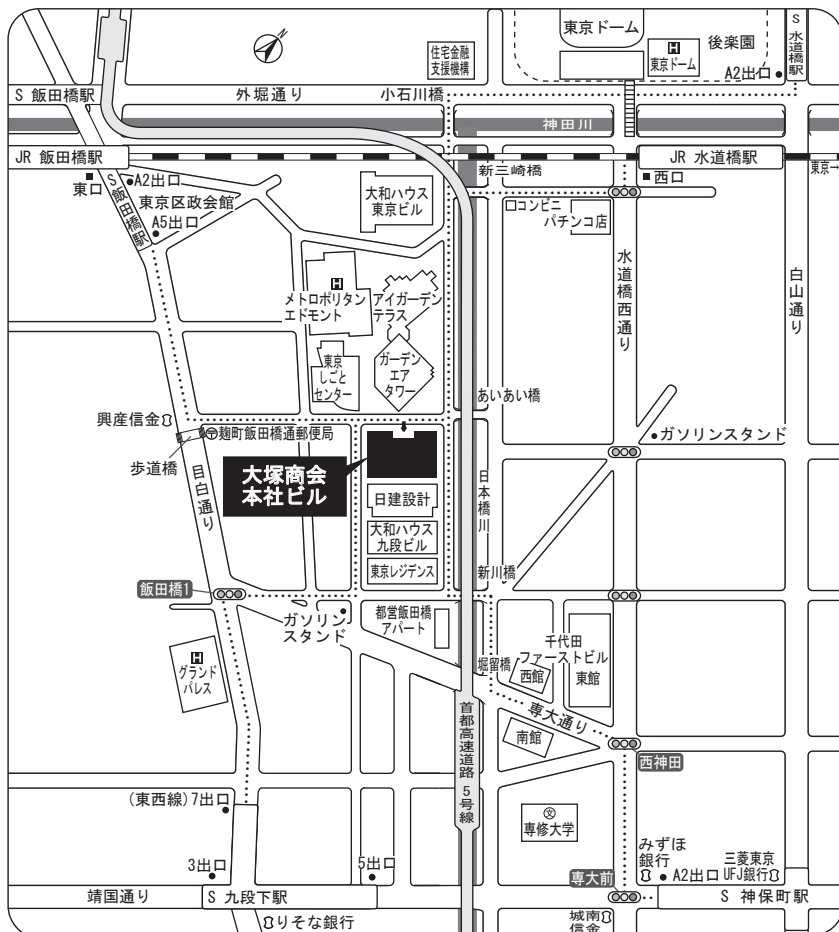 東京ドーム
住宅金融
支援機構
H
東京ドーム
後楽園
A2出口
S 水道橋駅
S 飯田橋駅
外堀通り
小石川橋
神田川
JR 飯田橋駅
新三崎橋
JR 水道橋駅
東京→
東口
A2出口
S 飯田橋駅
東京区政会館
A5出口
大和ハウス
東京ビル
西口
コンビニ
パチンコ店
H
メトロポリタン
エドモント
アイガーデン
テラス
水道橋西通り
白山通り
東京
しごと
センター
ガーデン
エア
タワー
あいあい橋
興産信金
〒麹町飯田橋通郵便局
ガソリンスタンド
歩道橋
目白通り
大塚商会
本社ビル
日建設計
日本橋川
大和ハウス
九段ビル
東京レジデンス
新川橋
飯田橋1
ガソリン
スタンド
都営飯田橋
アパート
千代田
ファーストビル
堀留橋
西館
東館
H
グランド
パレス
専大通り
南館
首都高速道路 5号線
西神田
(東西線)7出口
文
専修大学
みずほ
銀行
三菱東京
UFJ銀行
3出口
5出口
専大前
A2出口
靖国通り
S 九段下駅
S 神保町駅
りそな銀行
城南
信金